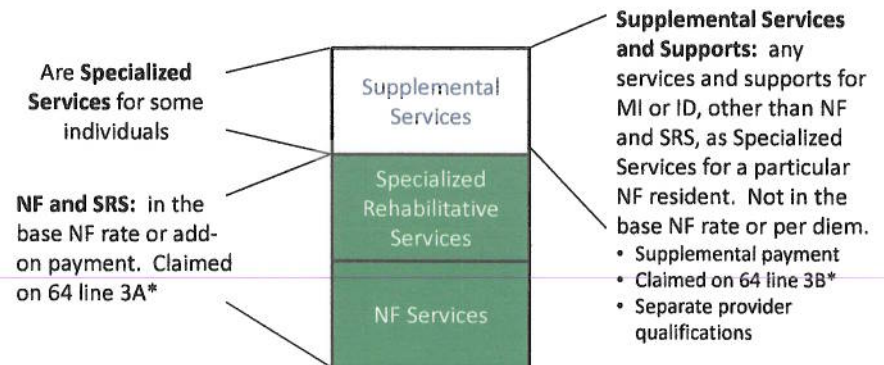 Are Specialized
Services for some
individuals
NF and SRS: in the
base NF rate or add-
on payment. Claimed
on 64 line 3A*
Supplemental
Services
Specialized
Rehabilitative
Services
NF Services
Supplemental Services
and Supports: any
services and supports for
MI or ID, other than NF
and SRS, as Specialized
Services for a particular
NF resident. Not in the
base NF rate or per diem.
• Supplemental payment
• Claimed on 64 line 3B*
• Separate provider
qualifications